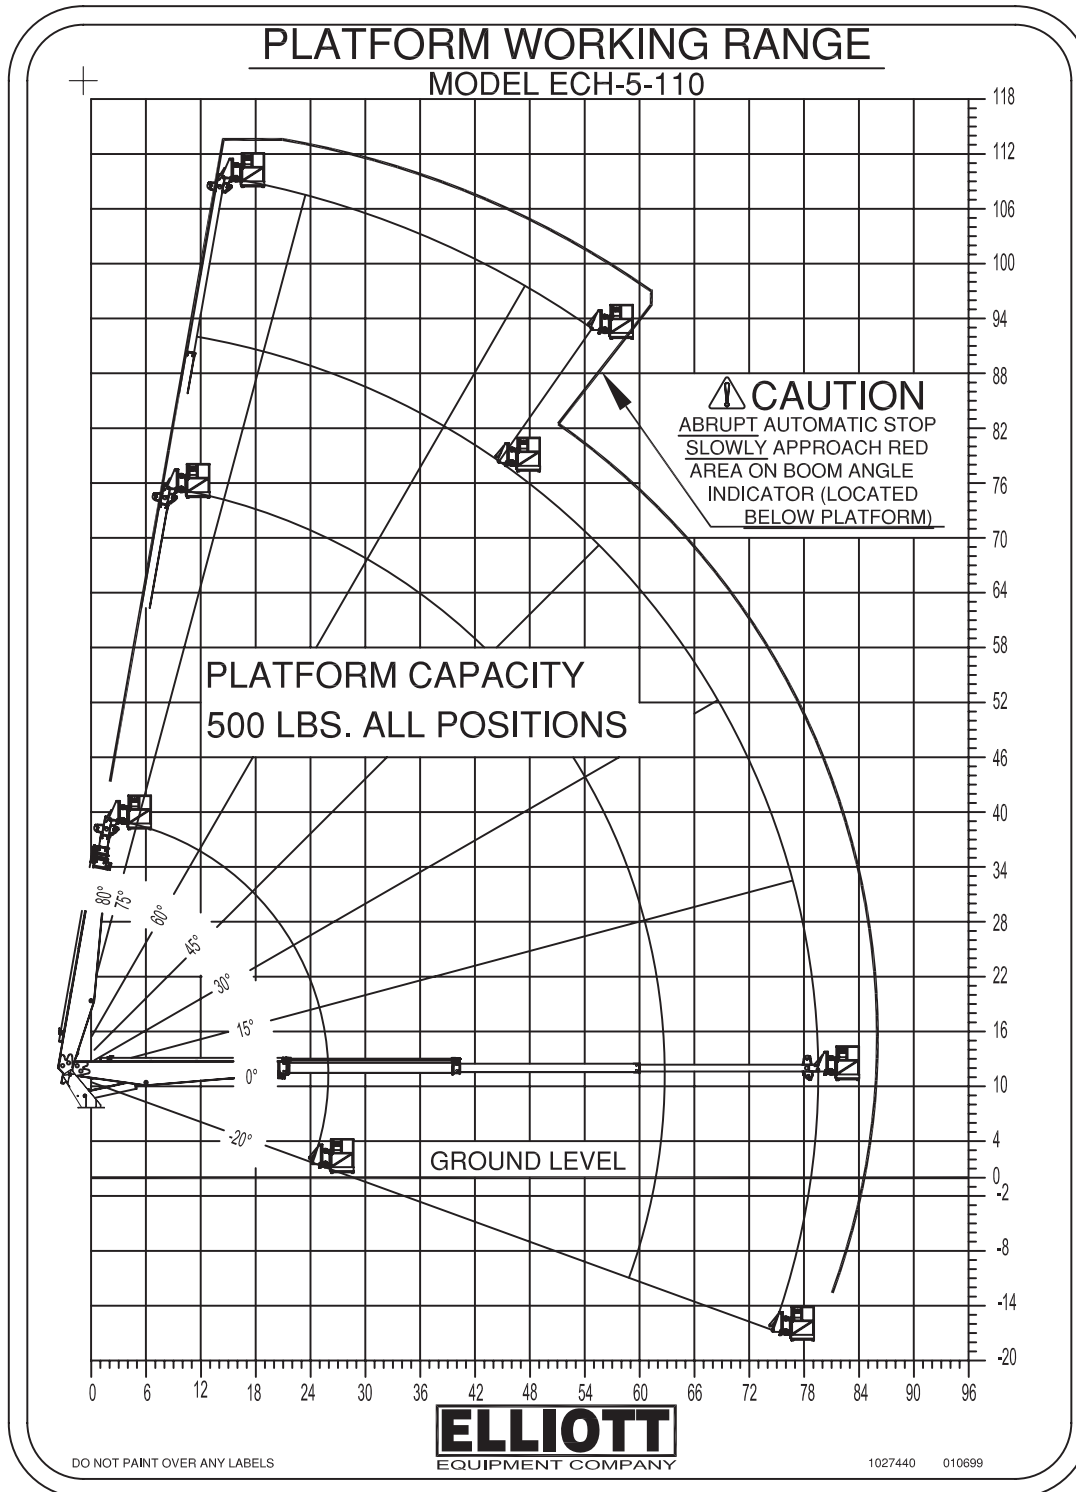 PLATFORM WORKING RANGE
MODEL ECH-5-110
118
112
106
100
94
88
82
76
70
64
58
52
46
40
34
28
22
16
10
4
0
-2
-8
-14
-20
CAUTION
ABRUPT AUTOMATIC STOP
SLOWLY APPROACH RED
AREA ON BOOM ANGLE
INDICATOR (LOCATED
BELOW PLATFORM)
PLATFORM CAPACITY
500 LBS. ALL POSITIONS
80°
75°
60°
45°
30°
15°
0°
-20°
GROUND LEVEL
0 6 12 18 24 30 36 42 48 54 60 66 72 78 84 90 96
ELLIOTT
EQUIPMENT COMPANY
DO NOT PAINT OVER ANY LABELS
1027440 010699